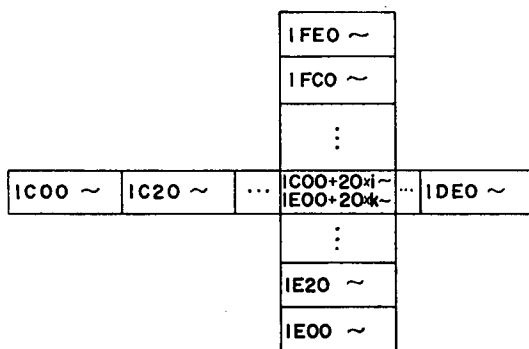 1FE0 ~
1FC0 ~
⋮
1C00 ~ 1C20 ~ ... 1C00+20×i~ ... 1DE0 ~
1E00+20×k~
⋮
1E20 ~
1E00 ~